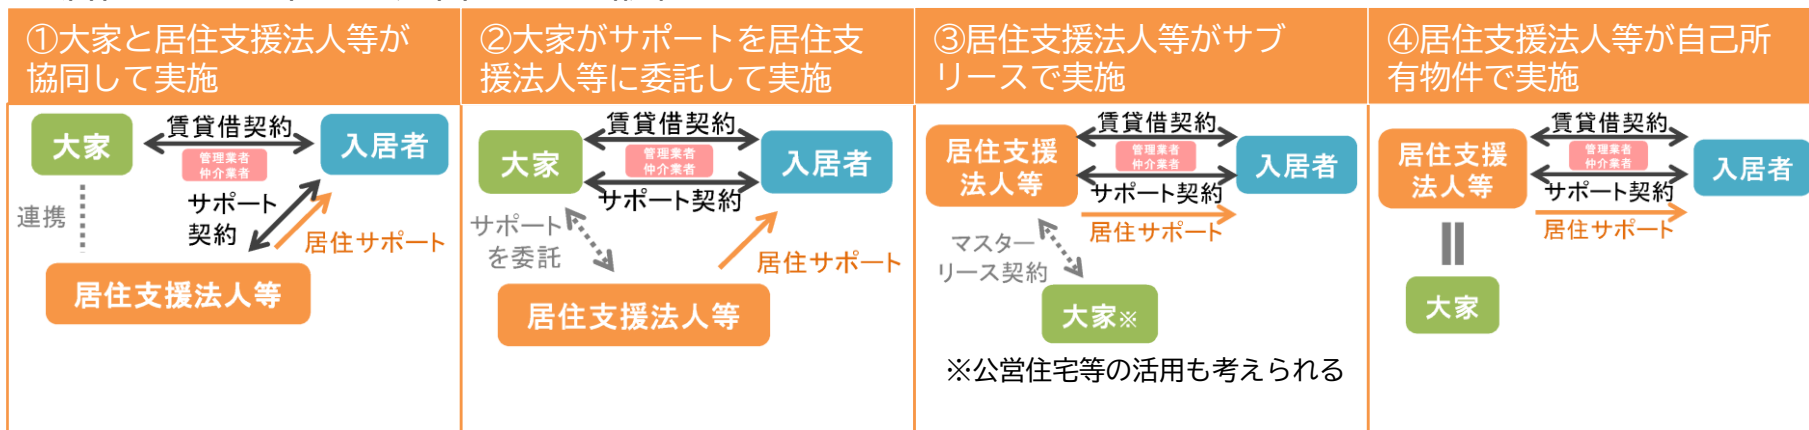 ①大家と居住支援法人等が
協同して実施
大家
賃貸借契約
管理業者
仲介業者
入居者
連携
サポート
契約
居住サポート
居住支援法人等
②大家がサポートを居住支
援法人等に委託して実施
大家
賃貸借契約
管理業者
仲介業者
サポート契約
入居者
サポート
を委託
居住サポート
居住支援法人等
③居住支援法人等がサブ
リースで実施
居住支援
法人等
賃貸借契約
管理業者
仲介業者
サポート契約
入居者
居住サポート
マスター
リース契約
大家※
※公営住宅等の活用も考えられる
④居住支援法人等が自己所
有物件で実施
居住支援
法人等
賃貸借契約
管理業者
仲介業者
サポート契約
入居者
居住サポート
大家